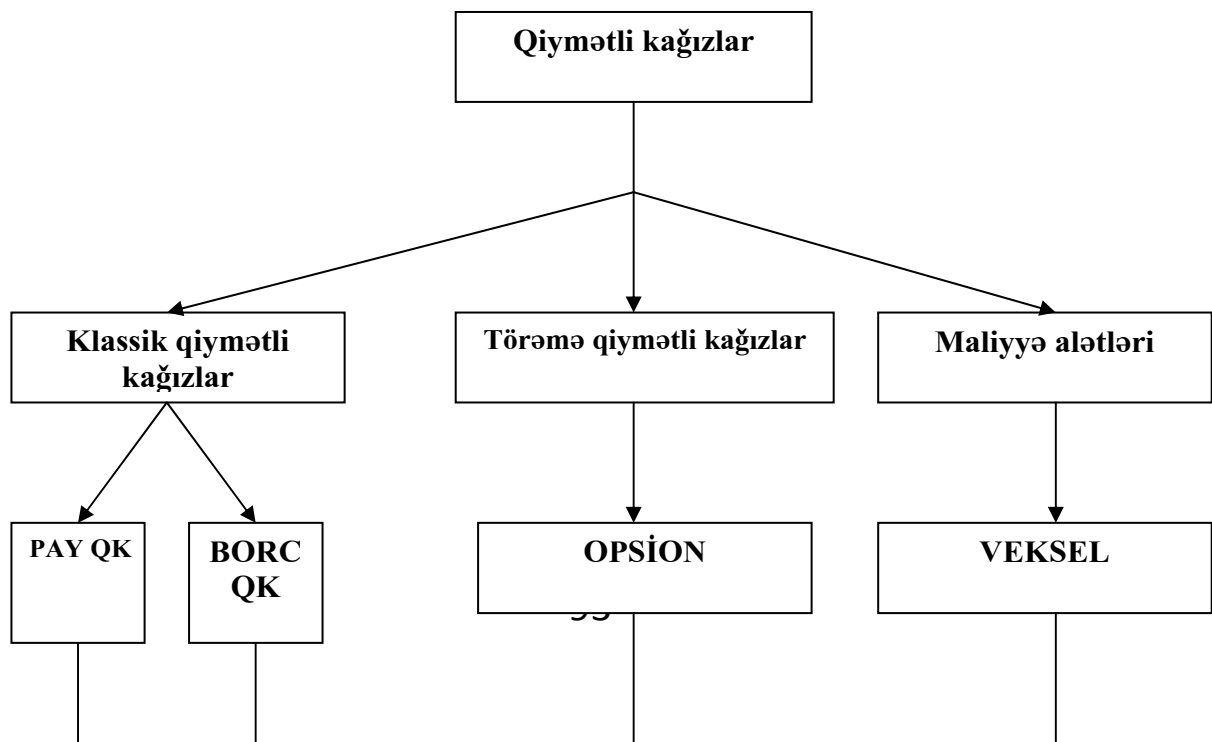 Qiymətli kağızlar
Klassik qiymətli
kağızlar
Törəmə qiymətli kağızlar
Maliyyə alətləri
PAY QK
BORC
QK
OPSİON
VEKSEL